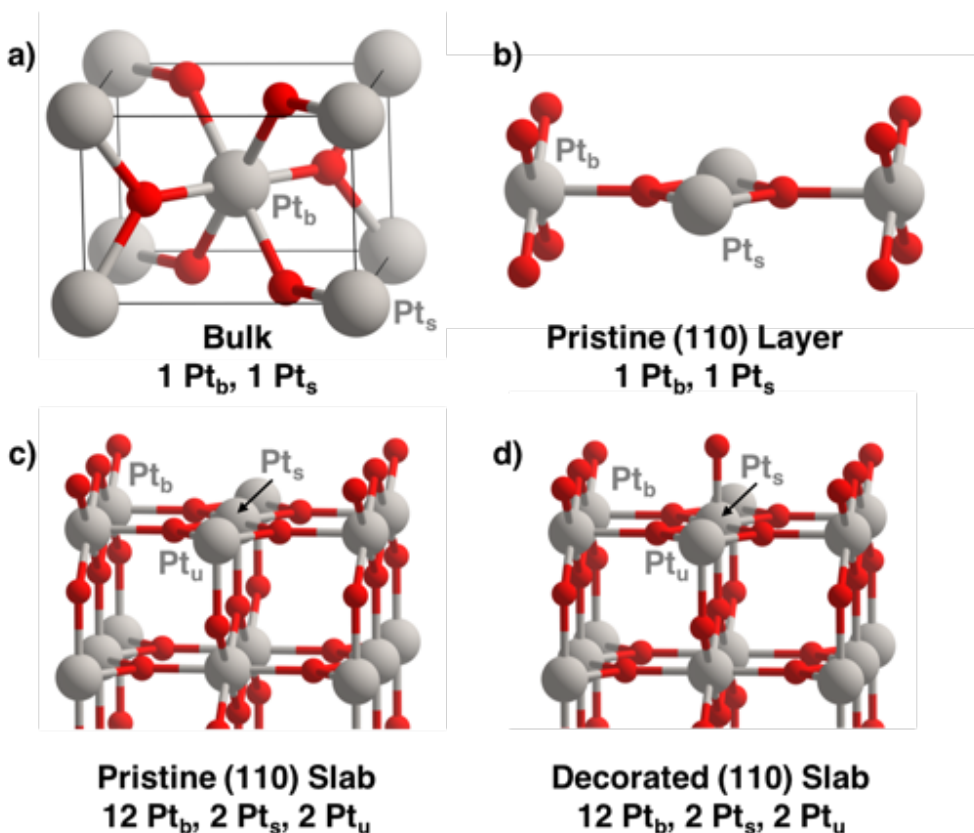 a)
Pt_b
Pt_s
Bulk
1 Pt_b, 1 Pt_s
b)
Pt_b
Pt_s
Pristine (110) Layer
1 Pt_b, 1 Pt_s
c)
Pt_b
Pt_s
Pt_u
Pristine (110) Slab
12 Pt_b, 2 Pt_s, 2 Pt_u
d)
Pt_b
Pt_s
Pt_u
Decorated (110) Slab
12 Pt_b, 2 Pt_s, 2 Pt_u